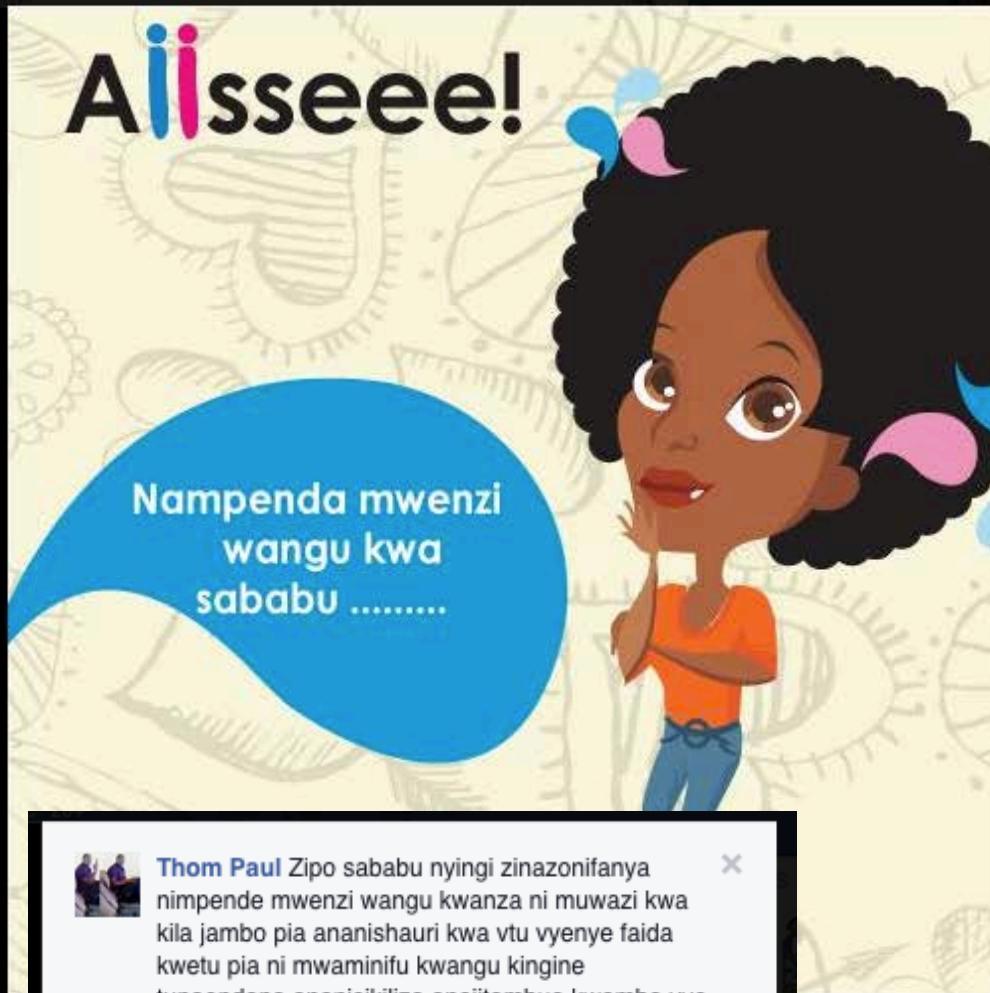 Aiisseee!
Nampenda mwenzi
wangu kwa
sababu .........
Thom Paul Zipo sababu nyingi zinazonifanya
nimpende mwenzi wangu kwanza ni muwazi kwa
kila jambo pia ananishauri kwa vtu vyenye faida
kwetu pia ni mwaminifu kwangu kingine